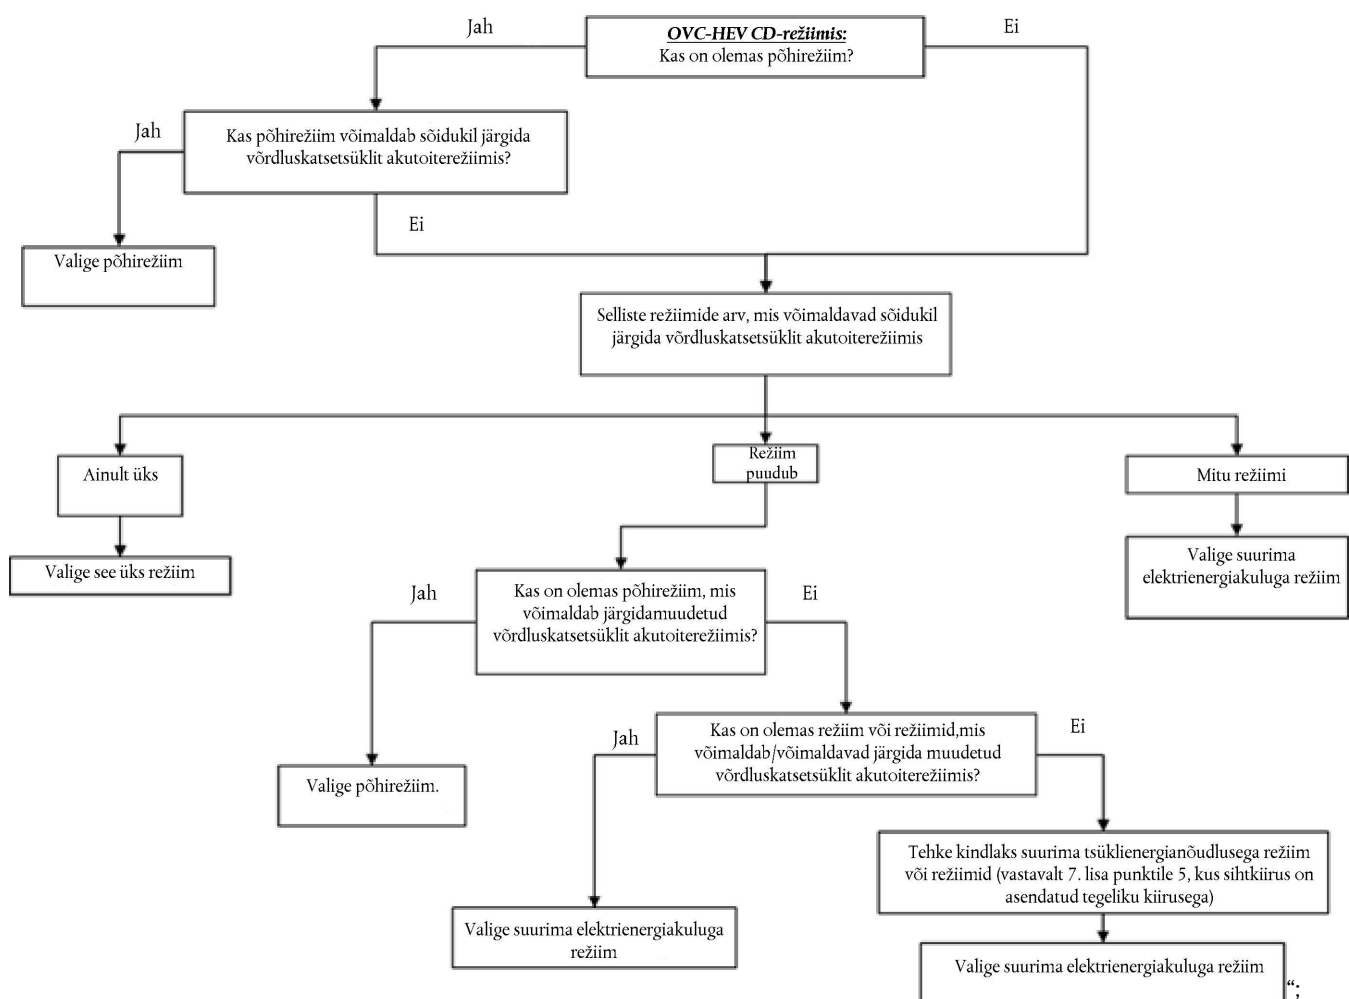 Jah
OVC-HEV CD-režiimis:
Kas on olemas põhirežiim?
Ei
Jah
Kas põhirežiim võimaldab sõidukil järgida
võrdluskatsetsüklit akutoiterežiimis?
Ei
Valige põhirežiim
Selliste režiimide arv, mis võimaldavad sõidukil
järgida võrdluskatsetsüklit akutoiterežiimis
Ainult üks
Režiim
puudub
Mitu režiimi
Valige see üks režiim
Valige suurima
elektrienergiakuluga režiim
Jah
Kas on olemas põhirežiim, mis
võimaldab järgidamuudetud
võrdluskatsetsüklit akutoiterežiimis?
Ei
Valige põhirežiim.
Jah
Kas on olemas režiim või režiimid,mis
võimaldab/võimaldavad järgida muudetud
võrdluskatsetsüklit akutoiterežiimis?
Ei
Tehke kindlaks suurima tsüklienergianõudlusega režiim
või režiimid (vastavalt 7. lisa punktile 5, kus sihtkiirus on
asendatud tegeliku kiirusega)
Valige suurima elektrienergiakuluga
režiim
Valige suurima elektrienergiakuluga režiim
“;